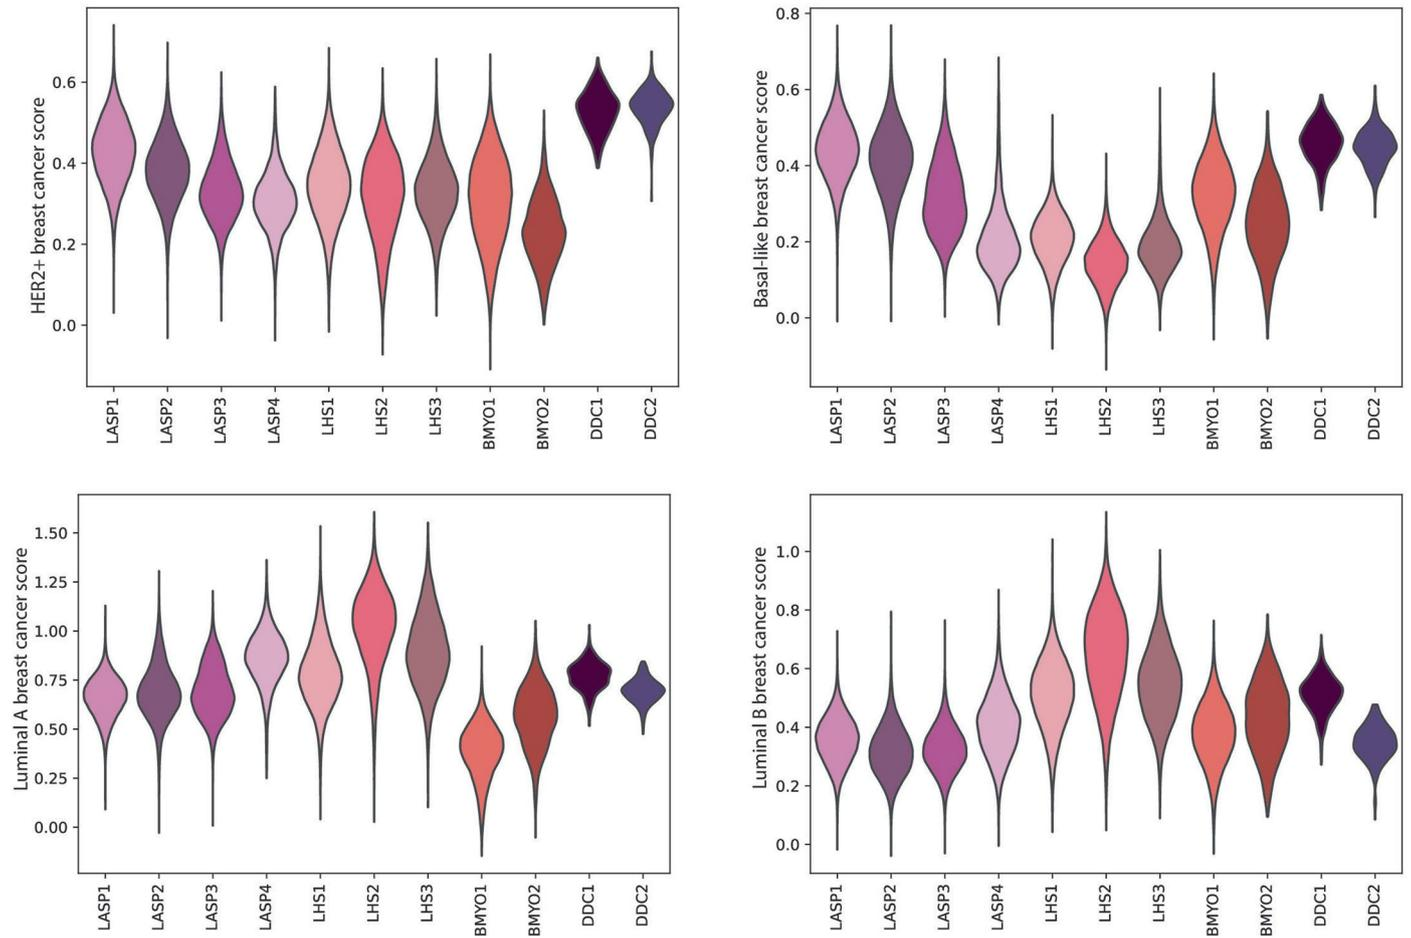 HER2+ breast cancer score
0.6
0.4
0.2
0.0
LASP1 LASP2 LASP3 LASP4 LHS1 LHS2 LHS3 BMYO1 BMYO2 DDC1 DDC2
Basal-like breast cancer score
0.8
0.6
0.4
0.2
0.0
LASP1 LASP2 LASP3 LASP4 LHS1 LHS2 LHS3 BMYO1 BMYO2 DDC1 DDC2
Luminal A breast cancer score
1.50
1.25
1.00
0.75
0.50
0.25
0.00
LASP1 LASP2 LASP3 LASP4 LHS1 LHS2 LHS3 BMYO1 BMYO2 DDC1 DDC2
Luminal B breast cancer score
1.0
0.8
0.6
0.4
0.2
0.0
LASP1 LASP2 LASP3 LASP4 LHS1 LHS2 LHS3 BMYO1 BMYO2 DDC1 DDC2